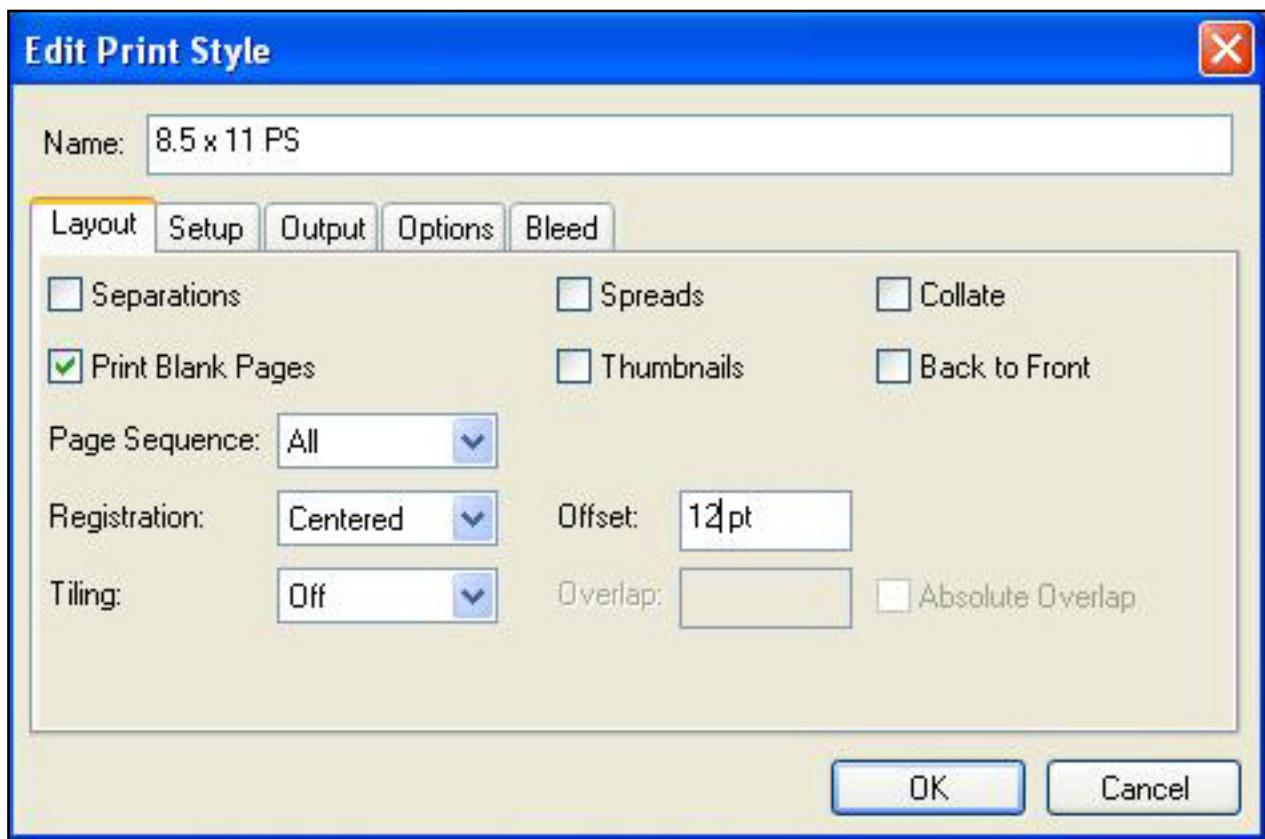 Edit Print Style
Name: 8.5 x 11 PS
Layout Setup Output Options Bleed
Separations Spreads Collate
Print Blank Pages Thumbnails Back to Front
Page Sequence: All
Registration: Centered Offset: 12 pt
Tiling: Off Overlap: Absolute Overlap
OK Cancel